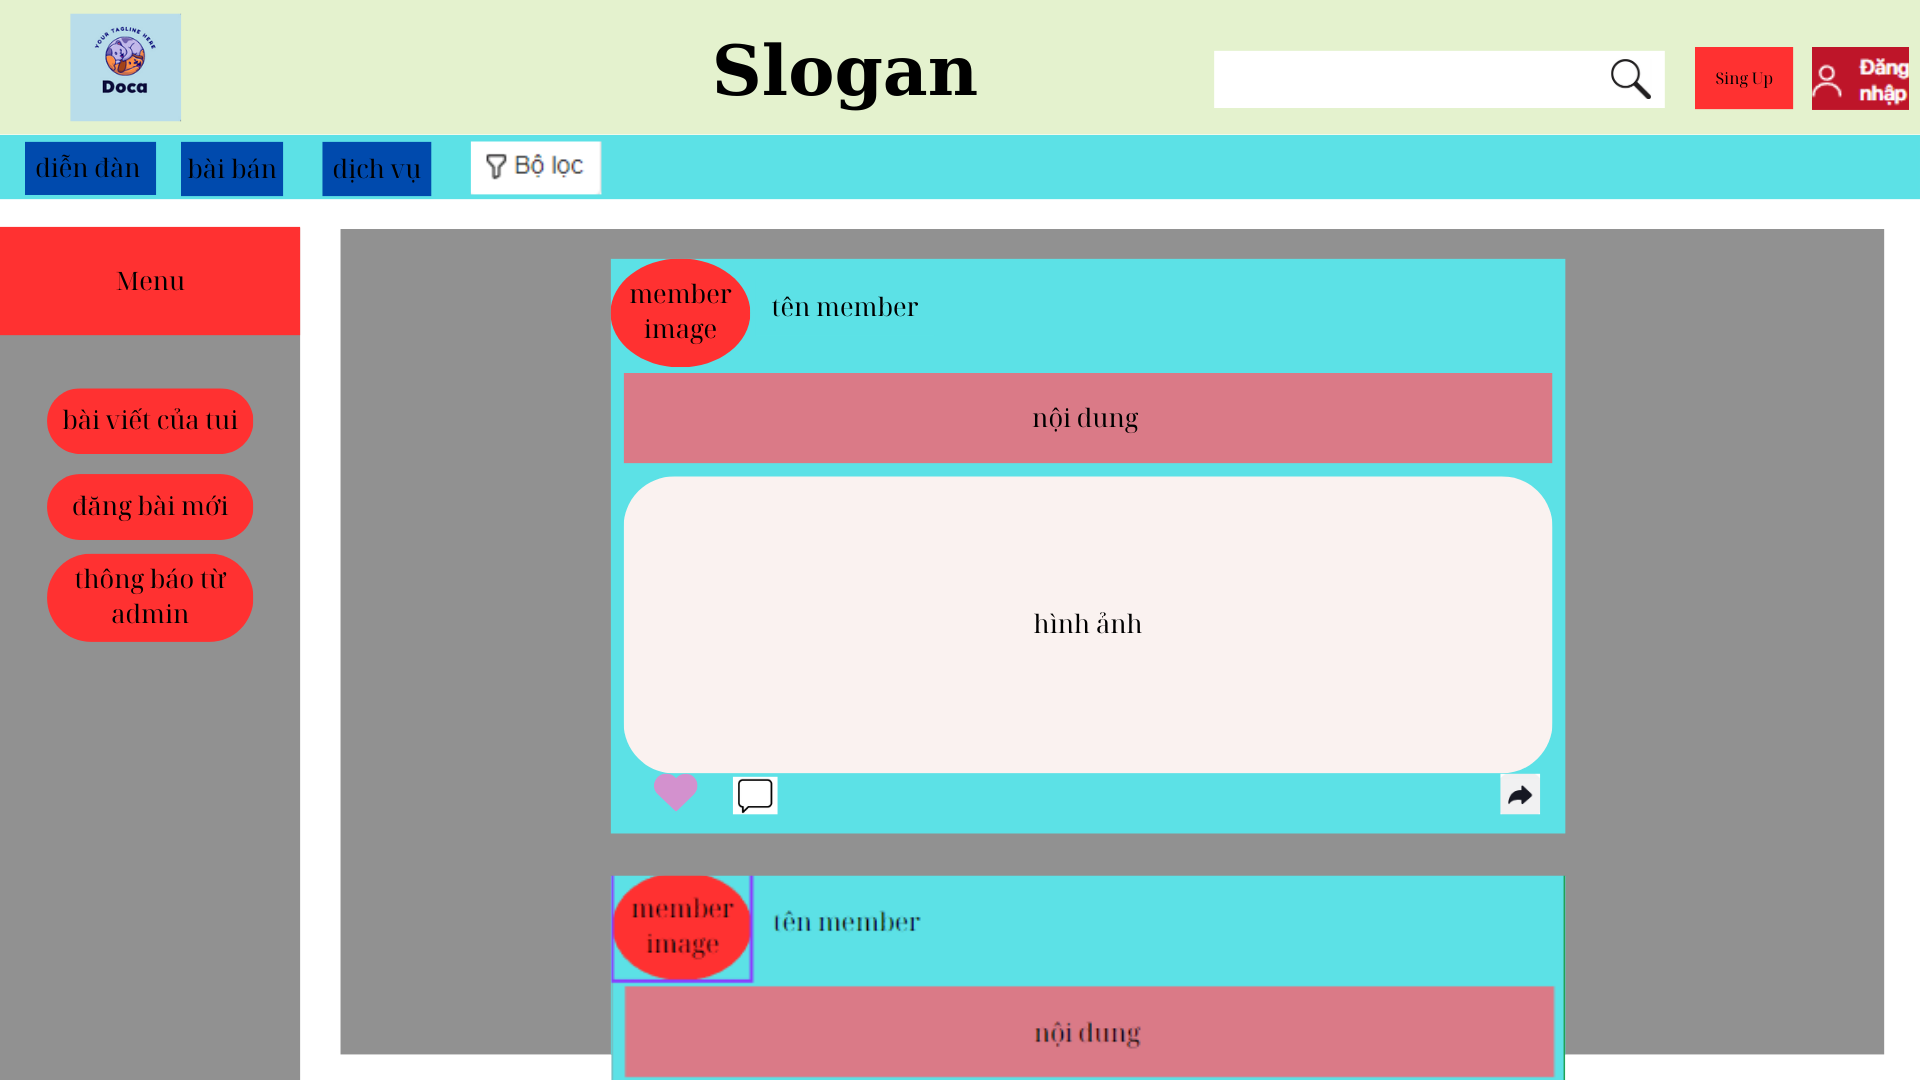 YOUR TAGLINE HERE
Doca
Slogan
Sing Up
Đăng
nhập
diễn đàn
bài bán
dịch vụ
Bộ lọc
Menu
bài viết của tui
đăng bài mới
thông báo từ
admin
member
image
tên member
nội dung
hình ảnh
member
image
tên member
nội dung